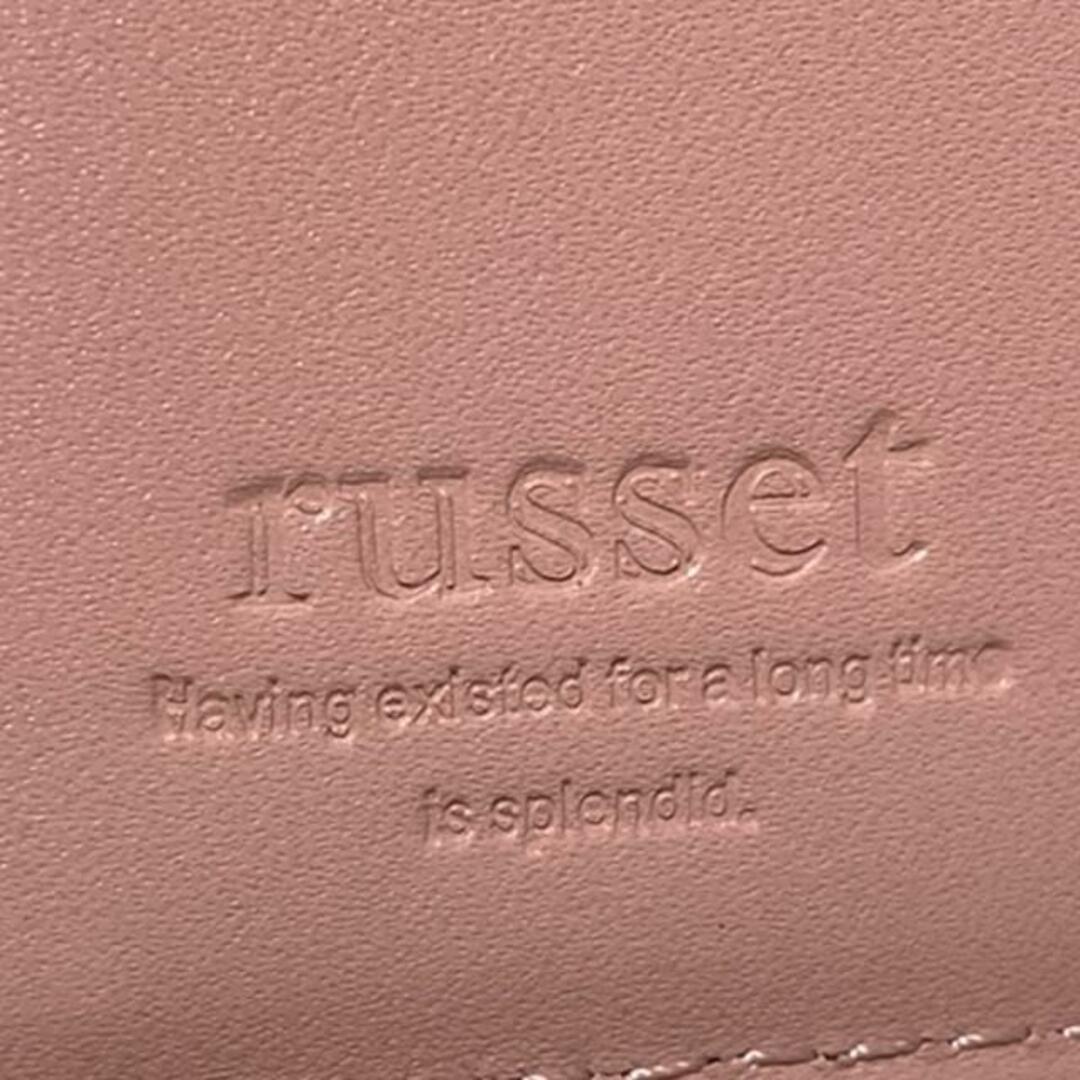 russet
Having existed for a long time
is splendid.